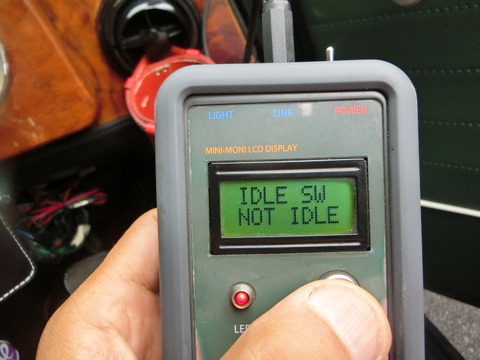 LIGHT LINK POWER
MINI-MONI LCD DISPLAY
IDLE SW
NOT IDLE